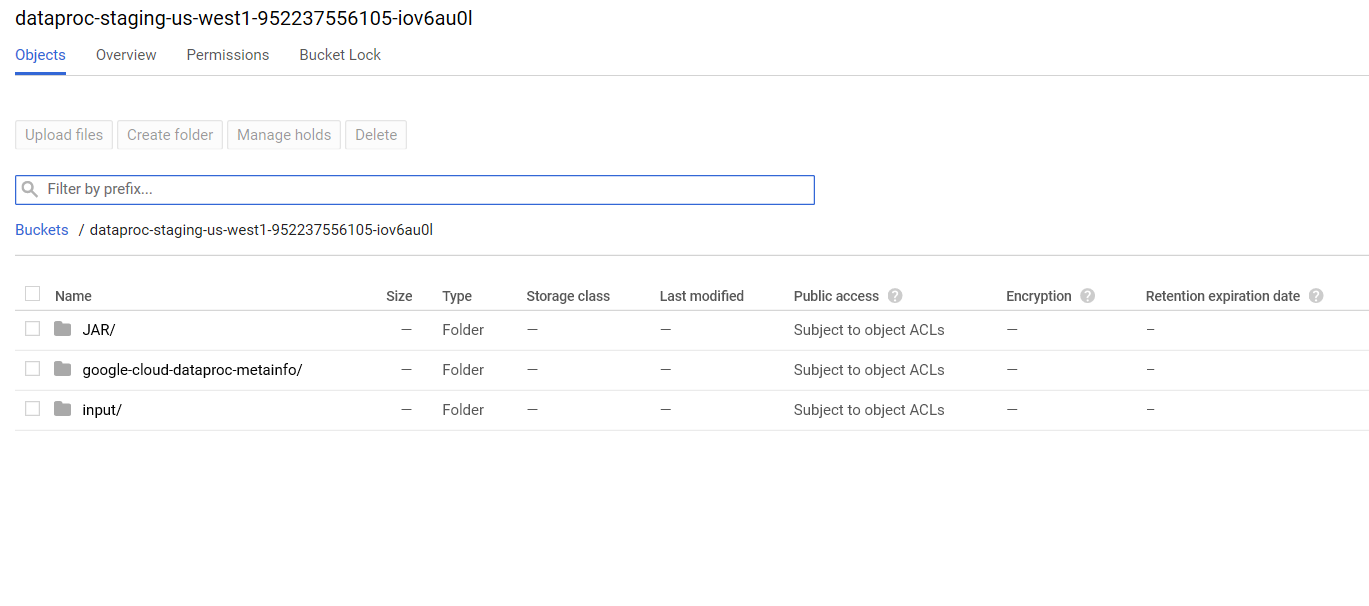 dataproc-staging-us-west1-952237556105-iov6au0l
Objects Overview Permissions Bucket Lock
Upload files Create folder Manage holds Delete
Filter by prefix...
Buckets / dataproc-staging-us-west1-952237556105-iov6au0l
Name Size Type Storage class Last modified Public access ? Encryption ? Retention expiration date ?
JAR/ — Folder — — Subject to object ACLs — –
google-cloud-dataproc-metainfo/ — Folder — — Subject to object ACLs — –
input/ — Folder — — Subject to object ACLs — –